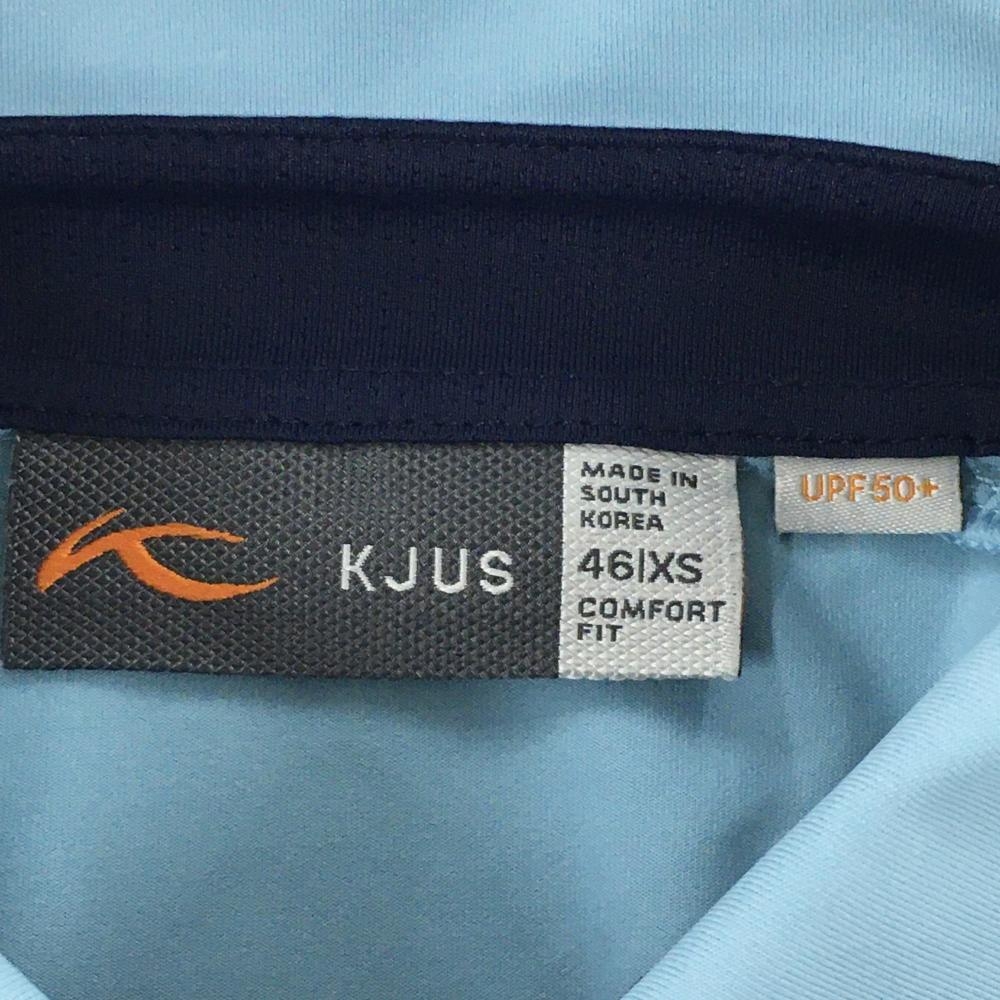 KJUS
MADE IN
SOUTH
KOREA
46|XS
COMFORT
FIT
UPF 50+